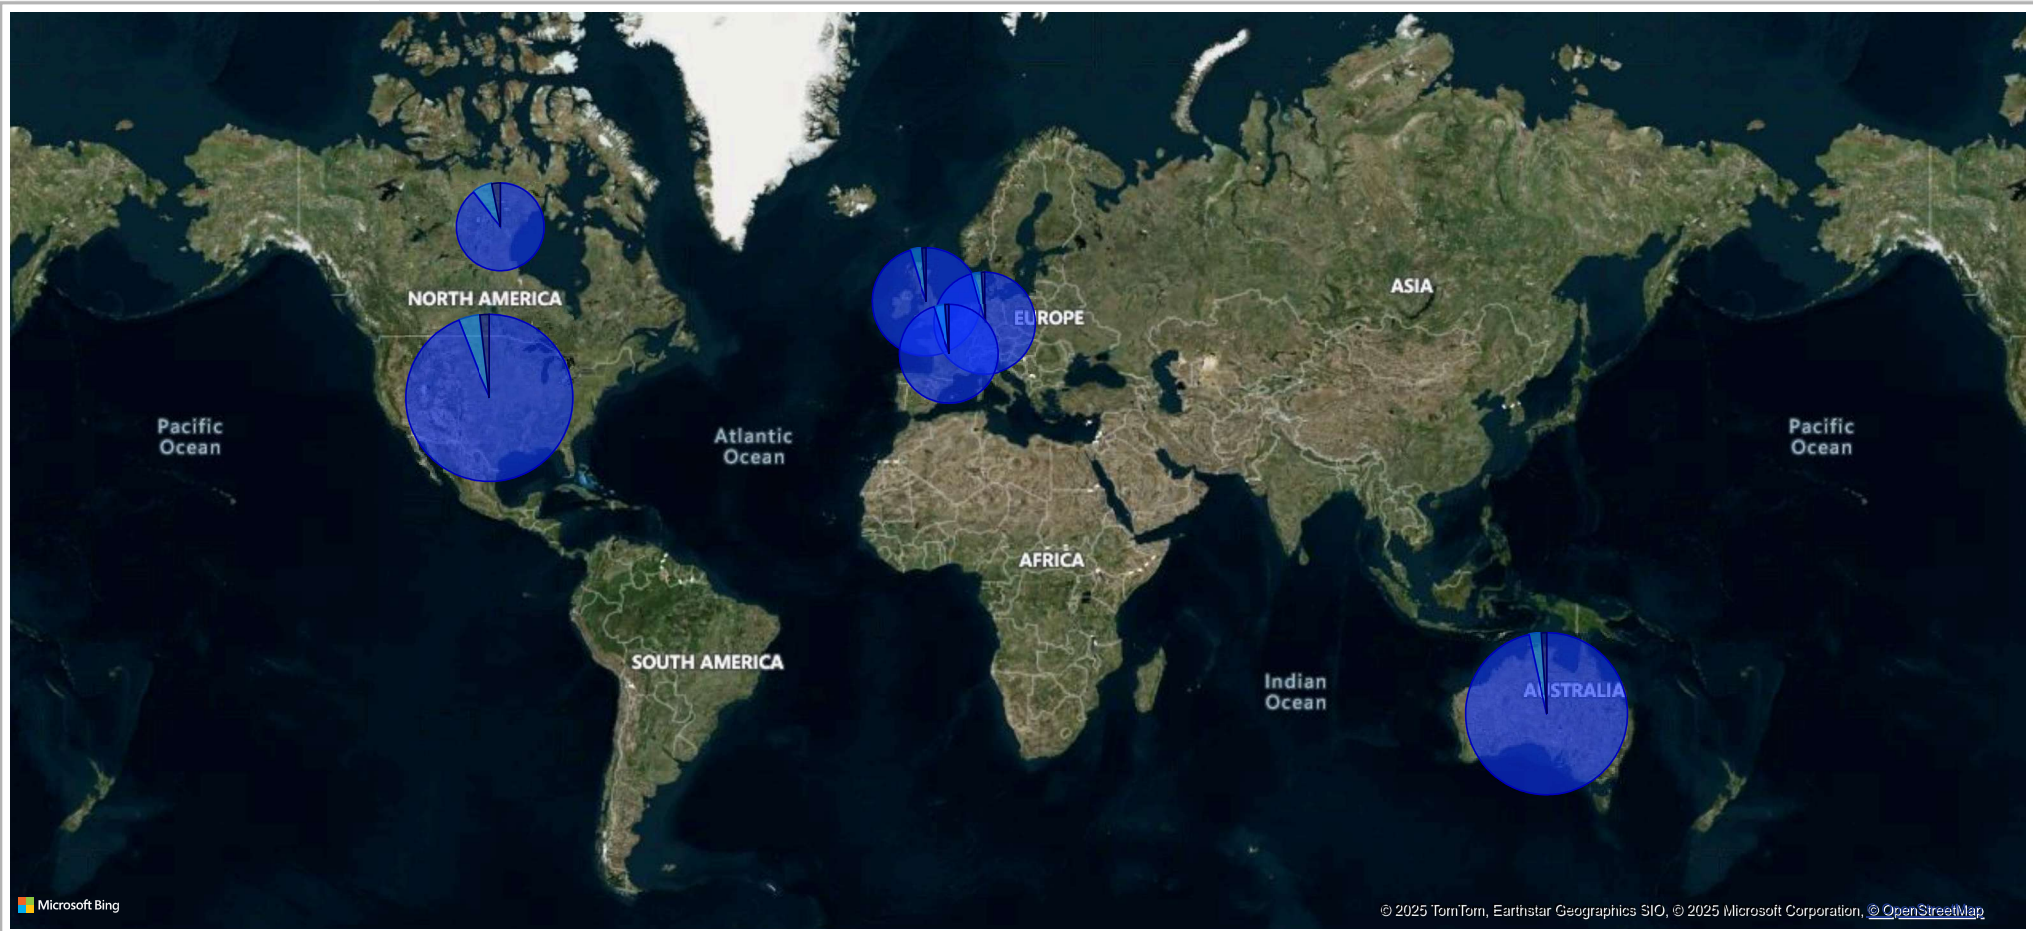 NORTH AMERICA
EUROPE
ASIA
Pacific
Ocean
Atlantic
Ocean
Pacific
Ocean
AFRICA
SOUTH AMERICA
Indian
Ocean
AUSTRALIA
Microsoft Bing
© 2025 TomTom, Earthstar Geographics SIO, © 2025 Microsoft Corporation, © OpenStreetMap